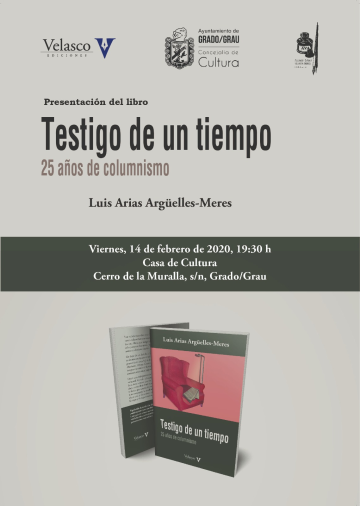 Velasco
EDICIONES
Ayuntamiento de
GRADO/GRAU
Concejalía de
Cultura
Presentación del libro
Testigo de un tiempo
25 años de columnismo
Luis Arias Argüelles-Meres
Viernes, 14 de febrero de 2020, 19:30 h
Casa de Cultura
Cerro de la Muralla, s/n, Grado/Grau
Luis Arias Argüelles-Meres
Testigo de un tiempo
25 años de columnismo
Velasco